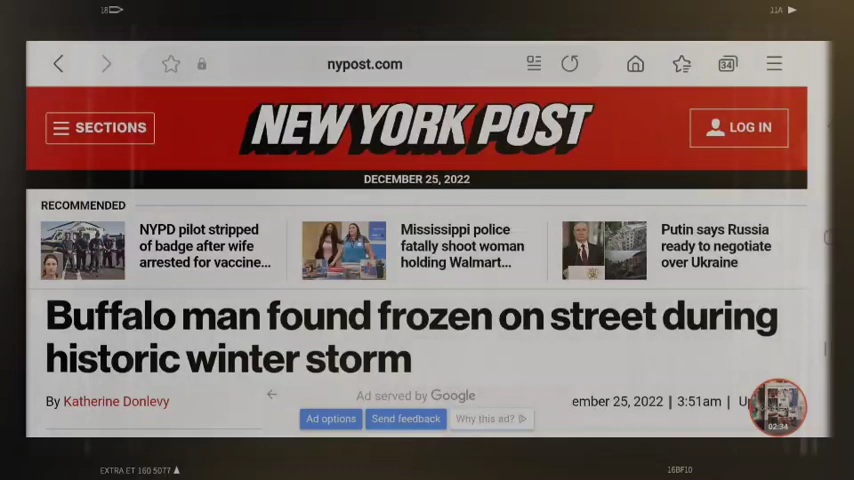 18
11A
nypost.com
34
SECTIONS
NEW YORK POST
LOG IN
DECEMBER 25, 2022
RECOMMENDED
NYPD pilot stripped
of badge after wife
arrested for vaccine...
Mississippi police
fatally shoot woman
holding Walmart...
Putin says Russia
ready to negotiate
over Ukraine
Buffalo man found frozen on street during
historic winter storm
By Katherine Donlevy
Ad served by Google
ember 25, 2022 | 3:51am |
Ad options
Send feedback
Why this ad?
02:34
EXTRA ET 160 5077
16BF10